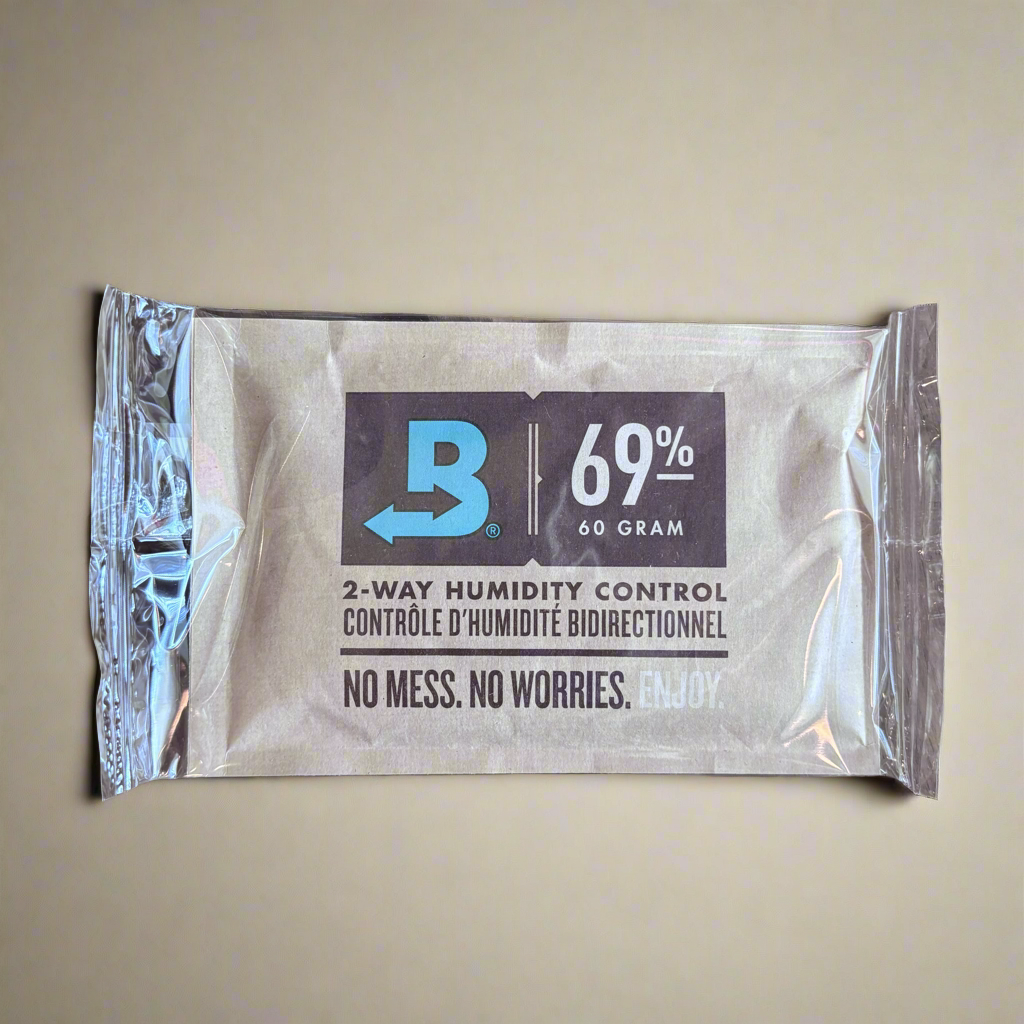 B®
69%
60 GRAM
2-WAY HUMIDITY CONTROL
CONTRÔLE D'HUMIDITÉ BIDIRECTIONNEL
NO MESS. NO WORRIES. ENJOY.